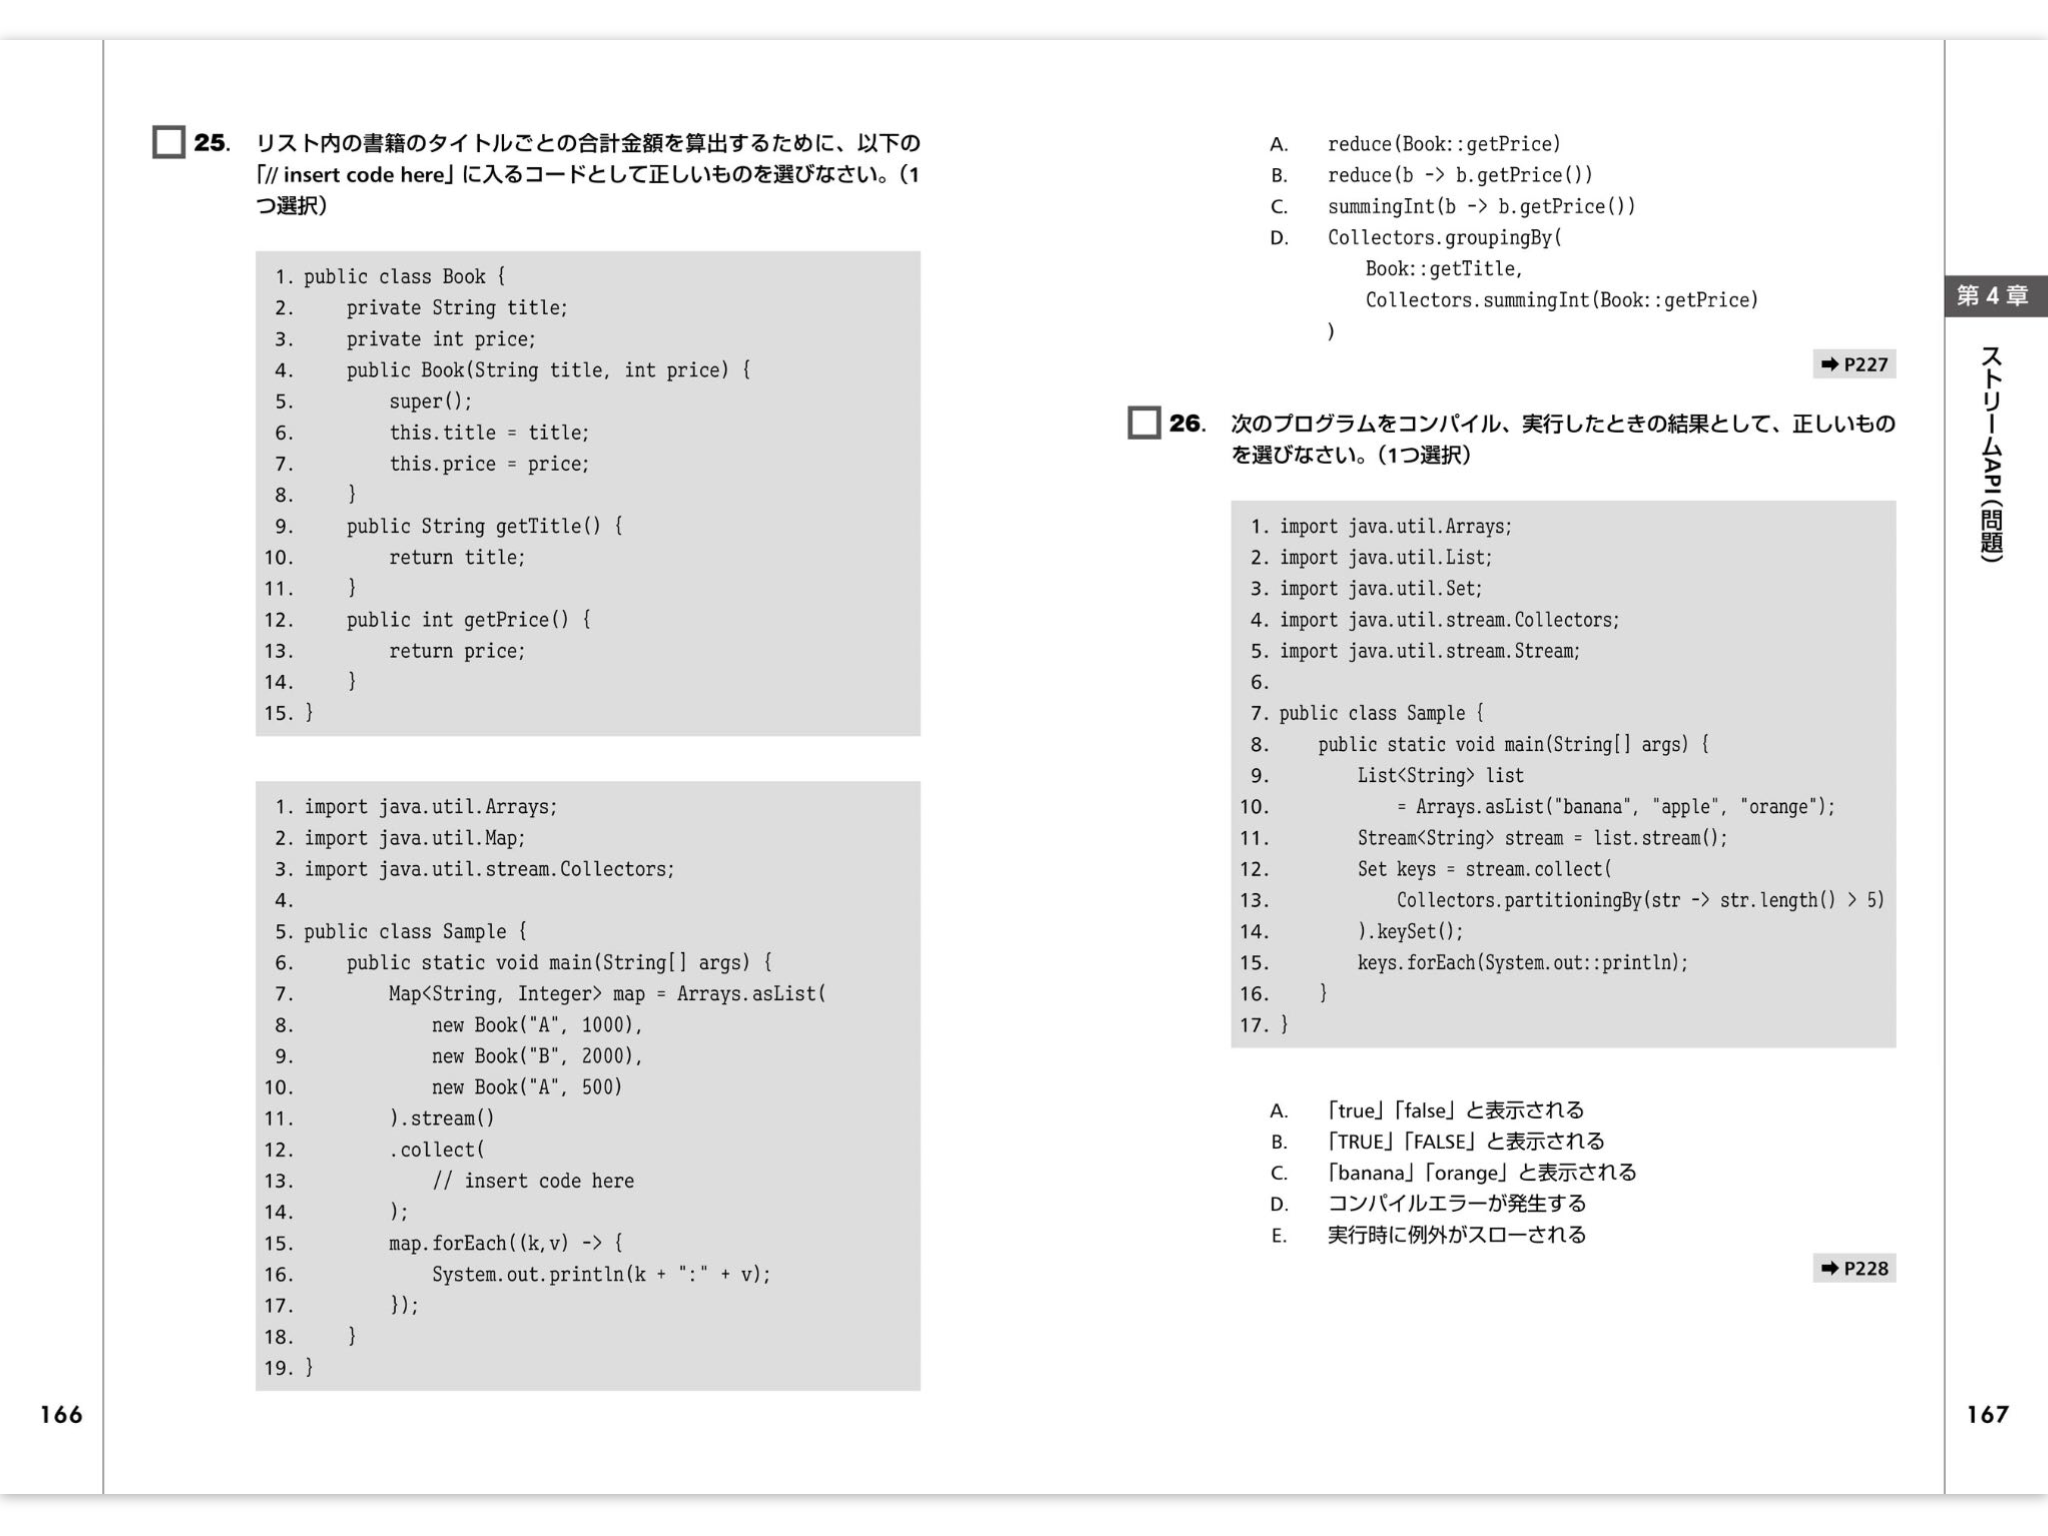 25. リスト内の書籍のタイトルごとの合計金額を算出するために、以下の
「// insert code here」に入るコードとして正しいものを選びなさい。（1
つ選択）
1. public class Book {
2.     private String title;
3.     private int price;
4.     public Book(String title, int price) {
5.         super();
6.         this.title = title;
7.         this.price = price;
8.     }
9.     public String getTitle() {
10.         return title;
11.     }
12.     public int getPrice() {
13.         return price;
14.     }
15. }
1. import java.util.Arrays;
2. import java.util.Map;
3. import java.util.stream.Collectors;
4.
5. public class Sample {
6.     public static void main(String[] args) {
7.         Map<String, Integer> map = Arrays.asList(
8.             new Book("A", 1000),
9.             new Book("B", 2000),
10.             new Book("A", 500)
11.         ).stream()
12.         .collect(
13.             // insert code here
14.         );
15.         map.forEach((k,v) -> {
16.             System.out.println(k + ":" + v);
17.         });
18.     }
19. }
166
A. reduce(Book::getPrice)
B. reduce(b -> b.getPrice())
C. summingInt(b -> b.getPrice())
D. Collectors.groupingBy(
Book::getTitle,
Collectors.summingInt(Book::getPrice)
)
➡ P227
26. 次のプログラムをコンパイル、実行したときの結果として、正しいもの
を選びなさい。（1つ選択）
1. import java.util.Arrays;
2. import java.util.List;
3. import java.util.Set;
4. import java.util.stream.Collectors;
5. import java.util.stream.Stream;
6.
7. public class Sample {
8.     public static void main(String[] args) {
9.         List<String> list
10.             = Arrays.asList("banana", "apple", "orange");
11.         Stream<String> stream = list.stream();
12.         Set keys = stream.collect(
13.             Collectors.partitioningBy(str -> str.length() > 5)
14.         ).keySet();
15.         keys.forEach(System.out::println);
16.     }
17. }
A. 「true」「false」と表示される
B. 「TRUE」「FALSE」と表示される
C. 「banana」「orange」と表示される
D. コンパイルエラーが発生する
E. 実行時に例外がスローされる
➡ P228
第4章
ストリームAPI（問題）
167